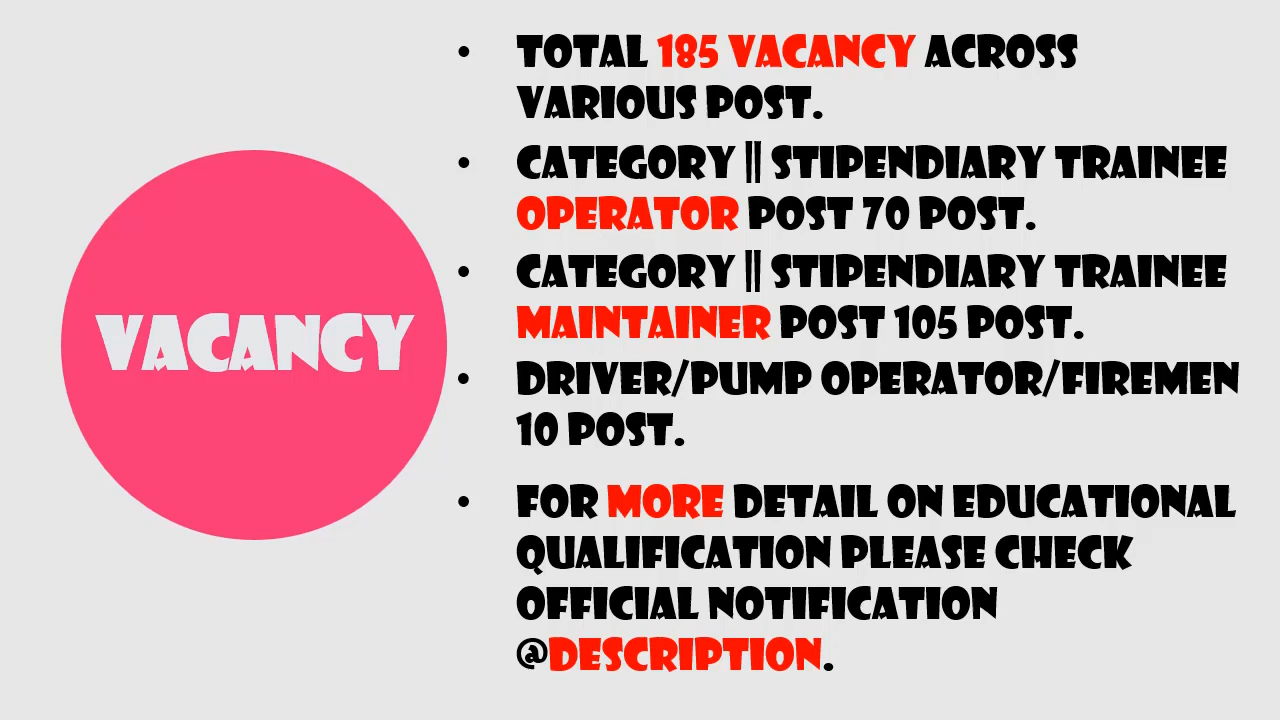 VACANCY
• TOTAL 185 VACANCY ACROSS
VARIOUS POST.
• CATEGORY || STIPENDIARY TRAINEE
OPERATOR POST 70 POST.
• CATEGORY || STIPENDIARY TRAINEE
MAINTAINER POST 105 POST.
• DRIVER/PUMP OPERATOR/FIREMEN
10 POST.
• FOR MORE DETAIL ON EDUCATIONAL
QUALIFICATION PLEASE CHECK
OFFICIAL NOTIFICATION
@DESCRIPTION.